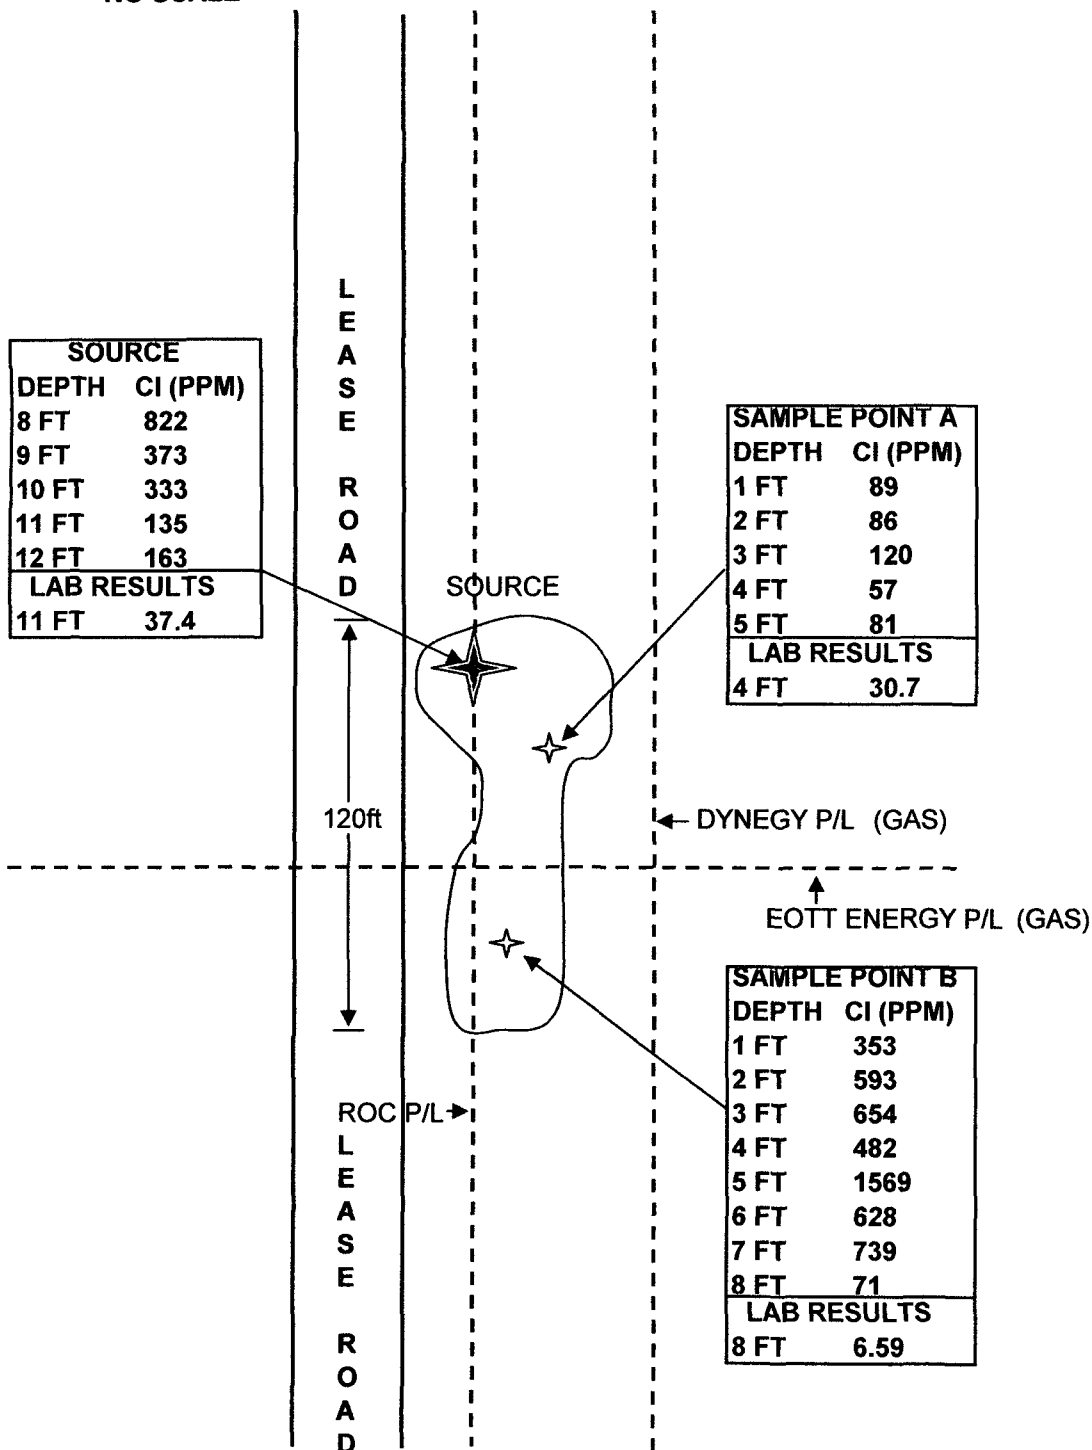 LEASE ROAD
SOURCE
DEPTH CI (PPM)
8 FT 822
9 FT 373
10 FT 333
11 FT 135
12 FT 163
LAB RESULTS
11 FT 37.4
SOURCE
SAMPLE POINT A
DEPTH CI (PPM)
1 FT 89
2 FT 86
3 FT 120
4 FT 57
5 FT 81
LAB RESULTS
4 FT 30.7
120ft
DYNEGY P/L (GAS)
EOTT ENERGY P/L (GAS)
SAMPLE POINT B
DEPTH CI (PPM)
1 FT 353
2 FT 593
3 FT 654
4 FT 482
5 FT 1569
6 FT 628
7 FT 739
8 FT 71
LAB RESULTS
8 FT 6.59
ROC P/L
LEASE ROAD